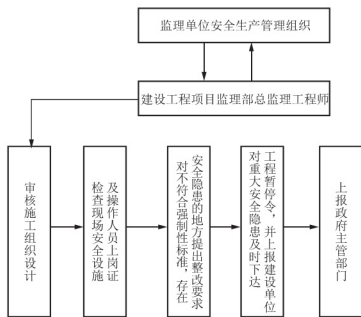 监理单位安全生产管理组织
建设工程项目监理部总监理工程师
审核施工组织设计
检查现场安全设施
及操作人员上岗证
对不符合强制性标准，存在
安全隐患的地方提出整改要求
对重大安全隐患及时下达
工程暂停令，并上报建设单位
上报政府主管部门